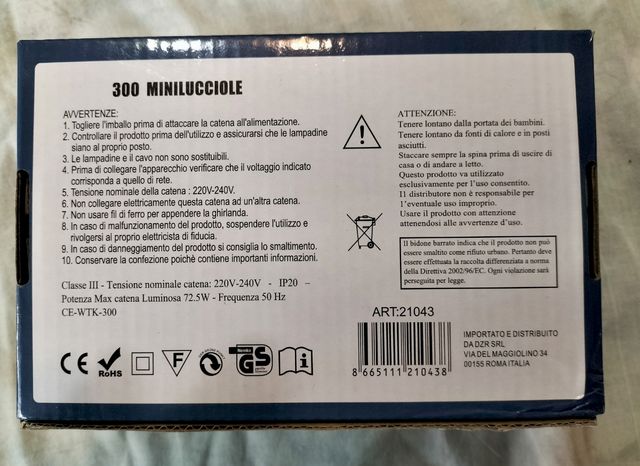 300 MINILUCCIOLE
AVVERTENZE:
1. Togliere l'imballo prima di attaccare la catena all'alimentazione.
2. Controllare il prodotto prima dell'utilizzo e assicurarsi che le lampadine
siano al proprio posto.
3. Le lampadine e il cavo non sono sostituibili.
4. Prima di collegare l'apparecchio verificare che il voltaggio indicato
corrisponda a quello di rete.
5. Tensione nominale della catena : 220V-240V.
6. Non collegare elettricamente questa catena ad un'altra catena.
7. Non usare fil di ferro per appendere la ghirlanda.
8. In caso di malfunzionamento del prodotto, sospendere l'utilizzo e
rivolgersi al proprio elettricista di fiducia.
9. In caso di danneggiamento del prodotto si consiglia lo smaltimento.
10. Conservare la confezione poichè contiene importanti informazioni.
Classe III - Tensione nominale catena: 220V-240V - IP20 –
Potenza Max catena Luminosa 72.5W - Frequenza 50 Hz
CE-WTK-300
ATTENZIONE:
Tenere lontano dalla portata dei bambini.
Tenere lontano da fonti di calore e in posti
asciutti.
Staccare sempre la spina prima di uscire di
casa o di andare a letto.
Questo prodotto va utilizzato
esclusivamente per l'uso consentito.
Il distributore non è responsabile per
l'eventuale uso improprio.
Usare il prodotto con attenzione
attenendosi alle avvertenze d'uso.
Il bidone barrato indica che il prodotto non può
essere smaltito come rifiuto urbano. Pertanto deve
essere effettuata la raccolta differenziata a norma
della Direttiva 2002/96/EC. Ogni violazione sarà
perseguita per legge.
CE
RoHS
F
GS
i
ART:21043
8 665111 210438
IMPORTATO E DISTRIBUITO
DA DZR SRL
VIA DEL MAGGIOLINO 34
00155 ROMA ITALIA